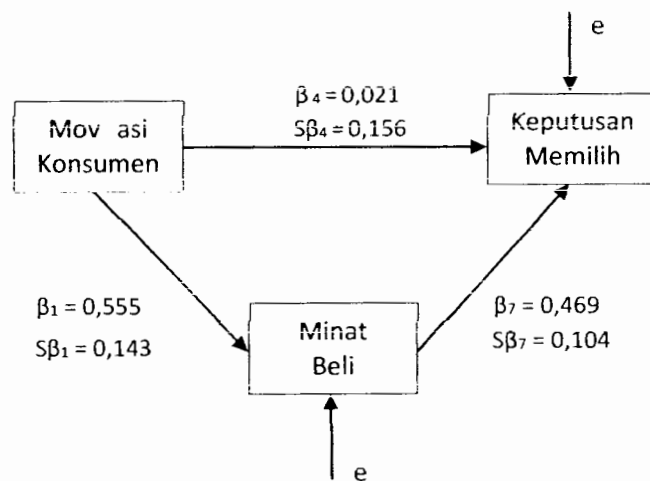 e
β₄ = 0,021
Sβ₄ = 0,156
Mov asi
Konsumen
Keputusan
Memilih
β₁ = 0,555
Sβ₁ = 0,143
Minat
Beli
β₇ = 0,469
Sβ₇ = 0,104
e